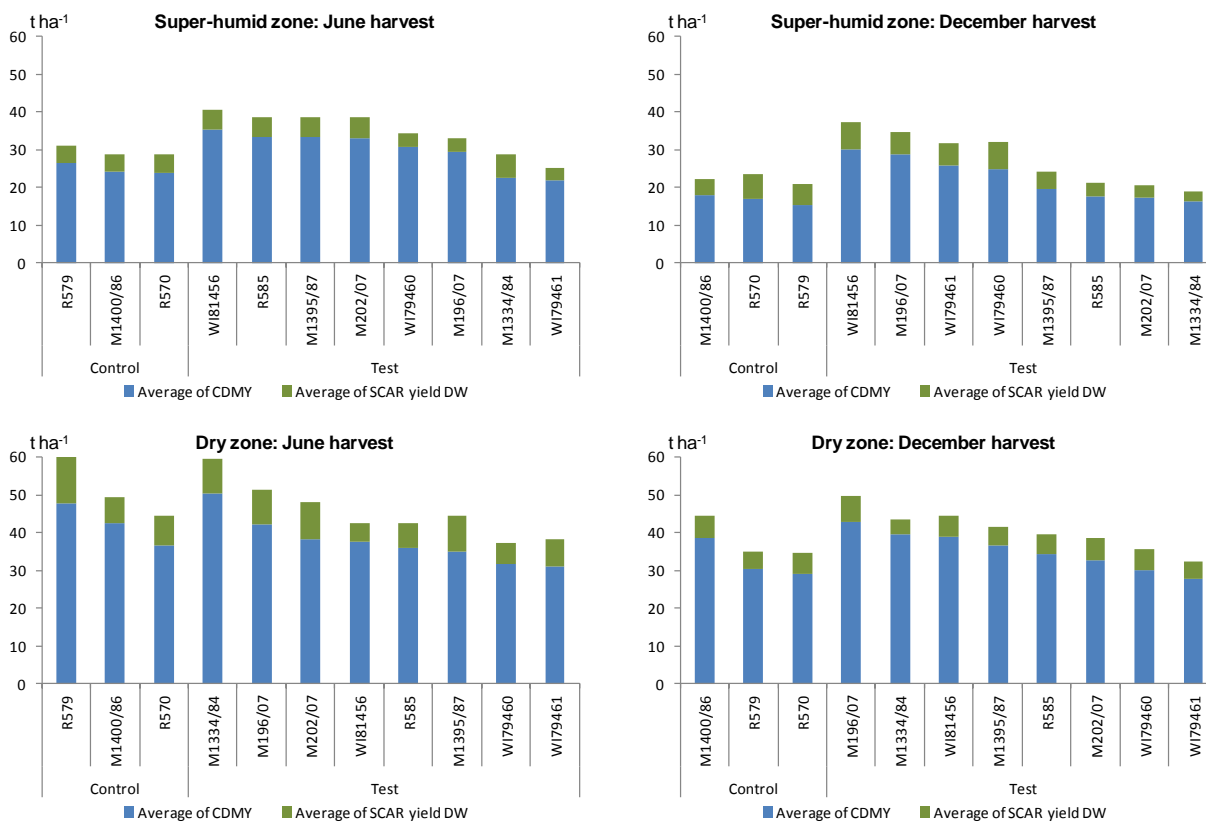 Super-humid zone: June harvest
t ha-1
60
50
40
30
20
10
0
R579
M1400/86
R570
WI81456
R585
M1395/87
M202/07
WI79460
M196/07
M1334/84
WI79461
Control
Test
Average of CDMY
Average of SCAR yield DW
Super-humid zone: December harvest
t ha-1
60
50
40
30
20
10
0
M1400/86
R570
R579
WI81456
M196/07
WI79461
WI79460
M1395/87
R585
M202/07
M1334/84
Control
Test
Average of CDMY
Average of SCAR yield DW
Dry zone: June harvest
t ha-1
60
50
40
30
20
10
0
R579
M1400/86
R570
M1334/84
M196/07
M202/07
WI81456
R585
M1395/87
WI79460
WI79461
Control
Test
Average of CDMY
Average of SCAR yield DW
Dry zone: December harvest
t ha-1
60
50
40
30
20
10
0
M1400/86
R579
R570
M196/07
M1334/84
WI81456
M1395/87
R585
M202/07
WI79460
WI79461
Control
Test
Average of CDMY
Average of SCAR yield DW